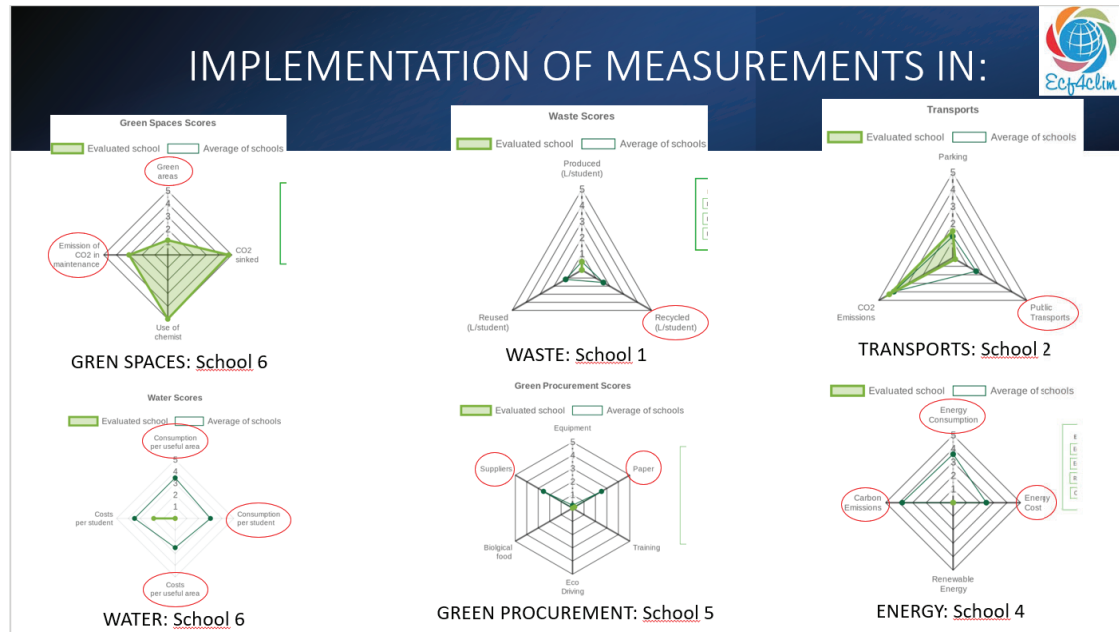 IMPLEMENTATION OF MEASUREMENTS IN:
Ecf4clim
Green Spaces Scores
Evaluated school
Average of schools
Green
areas
5
4
3
2
1
Emission of
CO2 in
maintenance
CO2
sinked
Use of
chemist
GREN SPACES: School 6
Waste Scores
Evaluated school
Average of schools
Produced
(L/student)
5
4
3
2
1
Reused
(L/student)
Recycled
(L/student)
WASTE: School 1
Transports
Evaluated school
Average of schools
Parking
5
4
3
2
1
CO2
Emissions
Public
Transports
TRANSPORTS: School 2
Water Scores
Evaluated school
Average of schools
Consumption
per useful area
5
4
3
2
1
Costs
per student
Consumption
per student
Costs
per useful area
WATER: School 6
Green Procurement Scores
Evaluated school
Average of schools
Equipment
5
4
3
2
1
Suppliers
Paper
Biolgical
food
Training
Eco
Driving
GREEN PROCUREMENT: School 5
Evaluated school
Average of schools
Energy
Consumption
5
4
3
2
1
Carbon
Emissions
Energy
Cost
Renewable
Energy
ENERGY: School 4